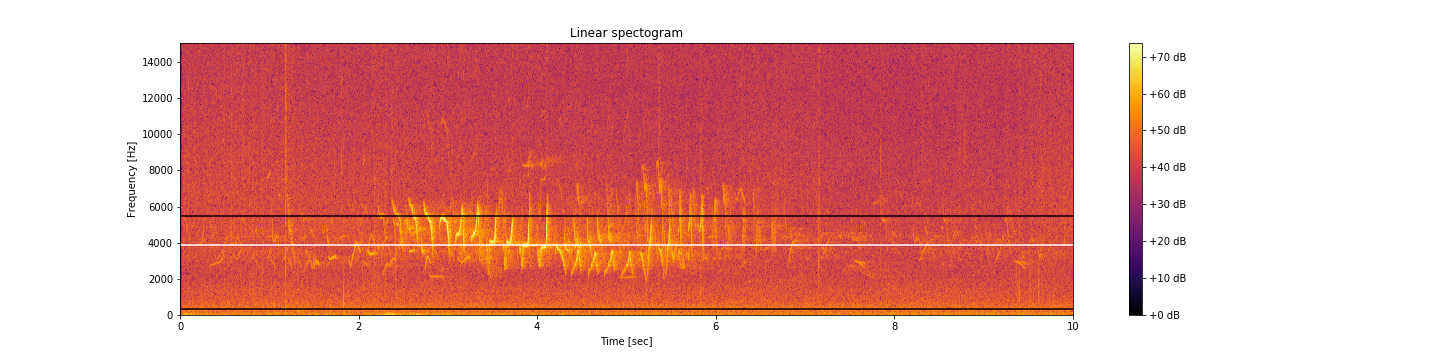 Linear spectogram
Frequency [Hz]
14000
12000
10000
8000
6000
4000
2000
0
0 2 4 6 8 10
Time [sec]
+70 dB
+60 dB
+50 dB
+40 dB
+30 dB
+20 dB
+10 dB
+0 dB